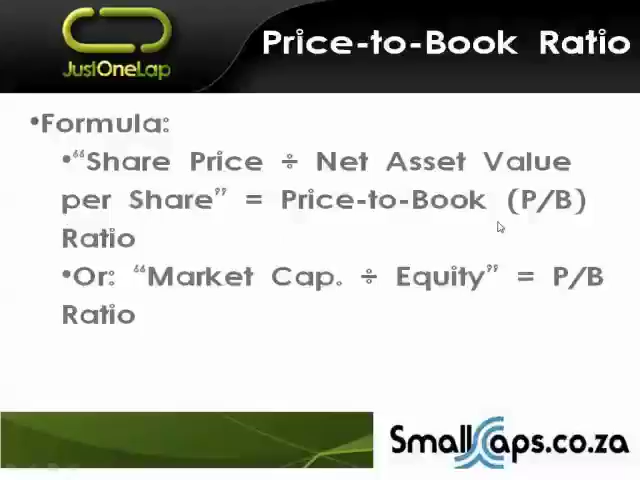 JustOneLap
Price-to-Book Ratio
•Formula:
•“Share Price ÷ Net Asset Value
per Share” = Price-to-Book (P/B)
Ratio
•Or: “Market Cap. ÷ Equity” = P/B
Ratio
SmallCaps.co.za